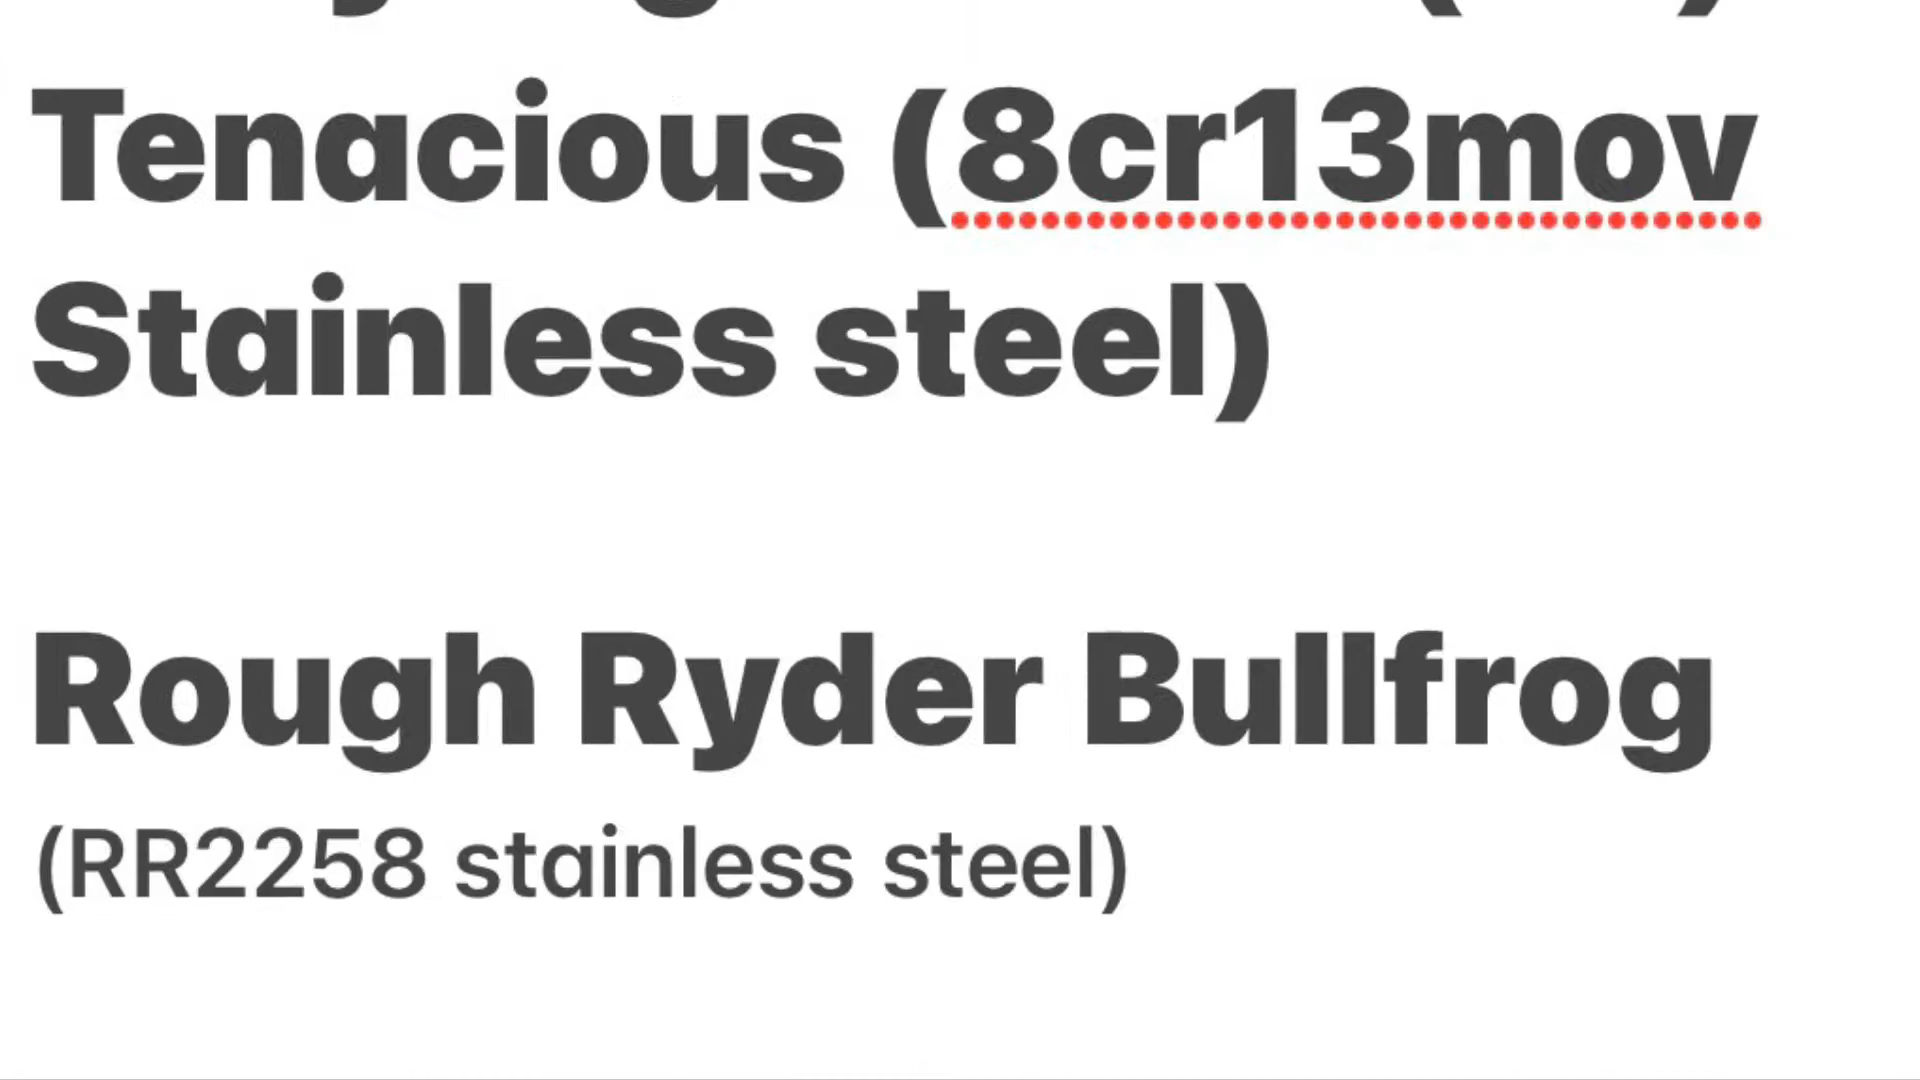 Tenacious (8cr13mov
Stainless steel)
Rough Ryder Bullfrog
(RR2258 stainless steel)